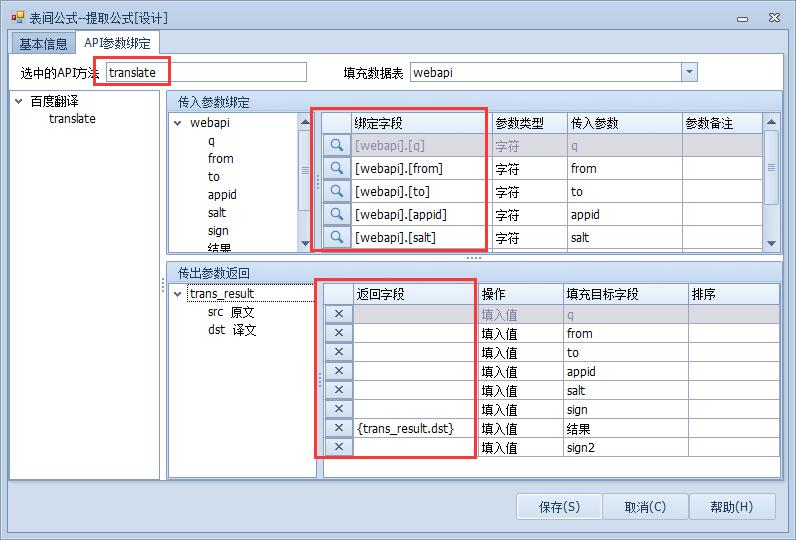 表间公式--提取公式[设计]
基本信息 API参数绑定
选中的API方法 translate 填充数据表 webapi
百度翻译
translate
传入参数绑定
webapi
q
from
to
appid
salt
sign
结果
绑定字段 参数类型 传入参数 参数备注
[webapi].[q] 字符 q
[webapi].[from] 字符 from
[webapi].[to] 字符 to
[webapi].[appid] 字符 appid
[webapi].[salt] 字符 salt
传出参数返回
trans_result
src 原文
dst 译文
返回字段 操作 填充目标字段 排序
填入值 q
填入值 from
填入值 to
填入值 appid
填入值 salt
填入值 sign
{trans_result.dst} 填入值 结果
填入值 sign2
保存(S) 取消(C) 帮助(H)